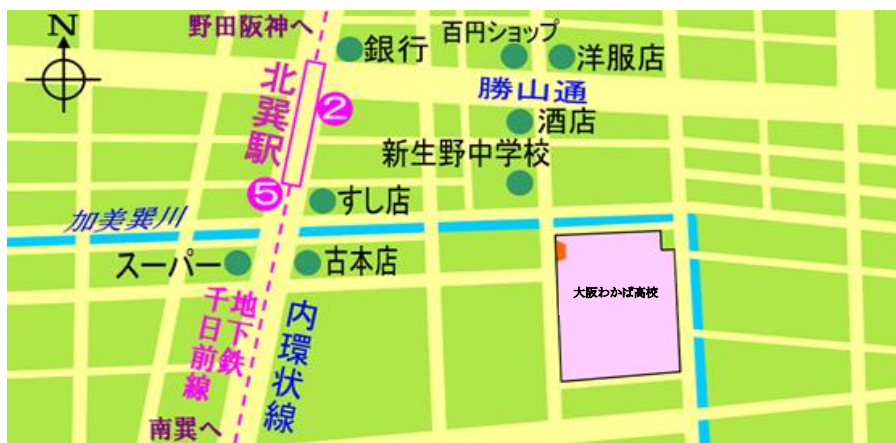 N
野田阪神へ
銀行
百円ショップ
洋服店
勝山通
北巽駅
2
酒店
新生野中学校
5
すし店
加美巽川
スーパー
古本店
大阪わかば高校
地下鉄
千日前線
内環状線
南巽へ